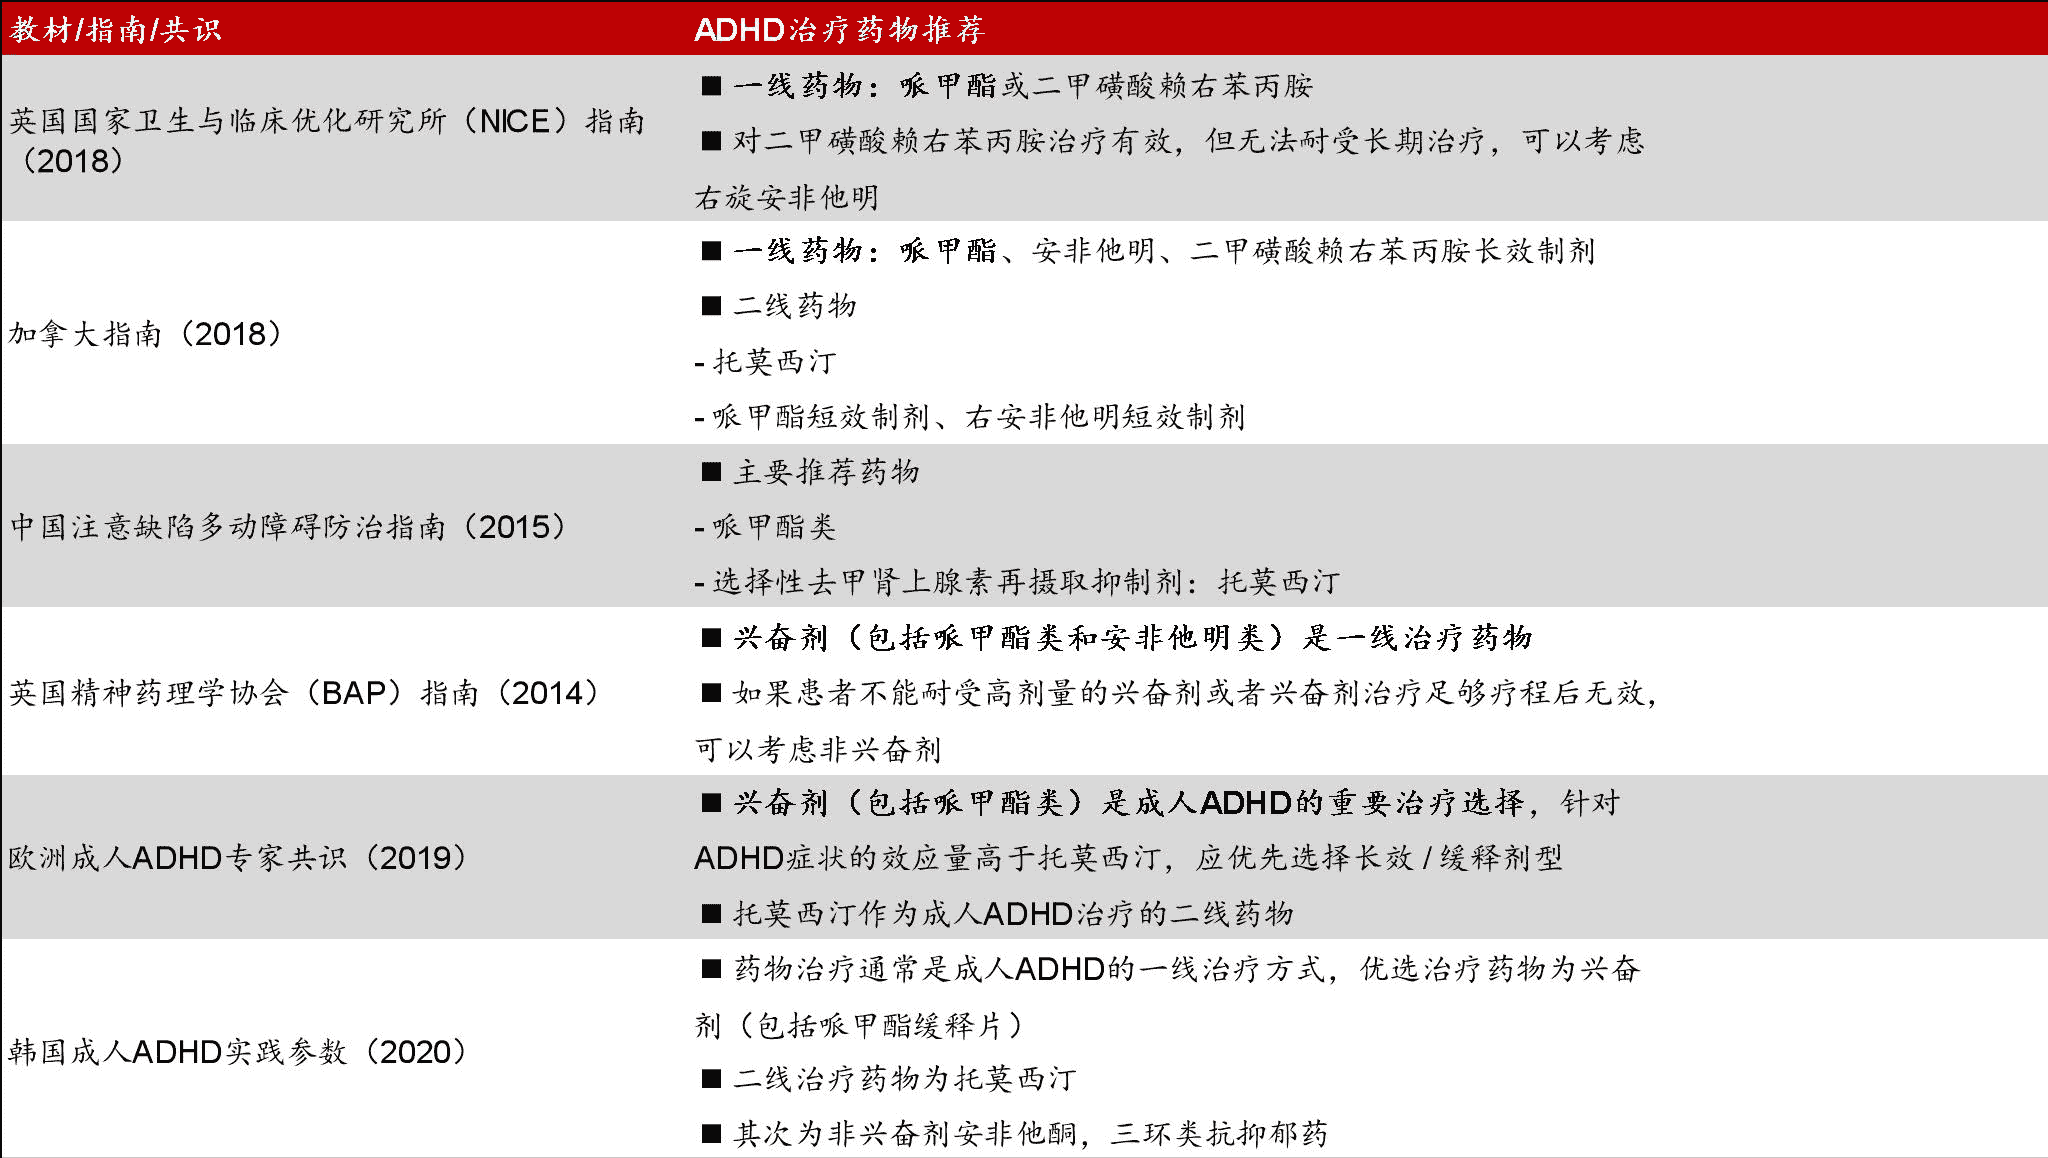 教材/指南/共识
ADHD治疗药物推荐
英国国家卫生与临床优化研究所（NICE）指南
（2018）
■ 一线药物：哌甲酯或二甲磺酸赖右苯丙胺
■ 对二甲磺酸赖右苯丙胺治疗有效，但无法耐受长期治疗，可以考虑
右旋安非他明
加拿大指南（2018）
■ 一线药物：哌甲酯、安非他明、二甲磺酸赖右苯丙胺长效制剂
■ 二线药物
- 托莫西汀
- 哌甲酯短效制剂、右安非他明短效制剂
中国注意缺陷多动障碍防治指南（2015）
■ 主要推荐药物
- 哌甲酯类
- 选择性去甲肾上腺素再摄取抑制剂：托莫西汀
英国精神药理学协会（BAP）指南（2014）
■ 兴奋剂（包括哌甲酯类和安非他明类）是一线治疗药物
■ 如果患者不能耐受高剂量的兴奋剂或者兴奋剂治疗足够疗程后无效，
可以考虑非兴奋剂
欧洲成人ADHD专家共识（2019）
■ 兴奋剂（包括哌甲酯类）是成人ADHD的重要治疗选择，针对
ADHD症状的效应量高于托莫西汀，应优先选择长效 / 缓释剂型
■ 托莫西汀作为成人ADHD治疗的二线药物
韩国成人ADHD实践参数（2020）
■ 药物治疗通常是成人ADHD的一线治疗方式，优选治疗药物为兴奋
剂（包括哌甲酯缓释片）
■ 二线治疗药物为托莫西汀
■ 其次为非兴奋剂安非他酮，三环类抗抑郁药